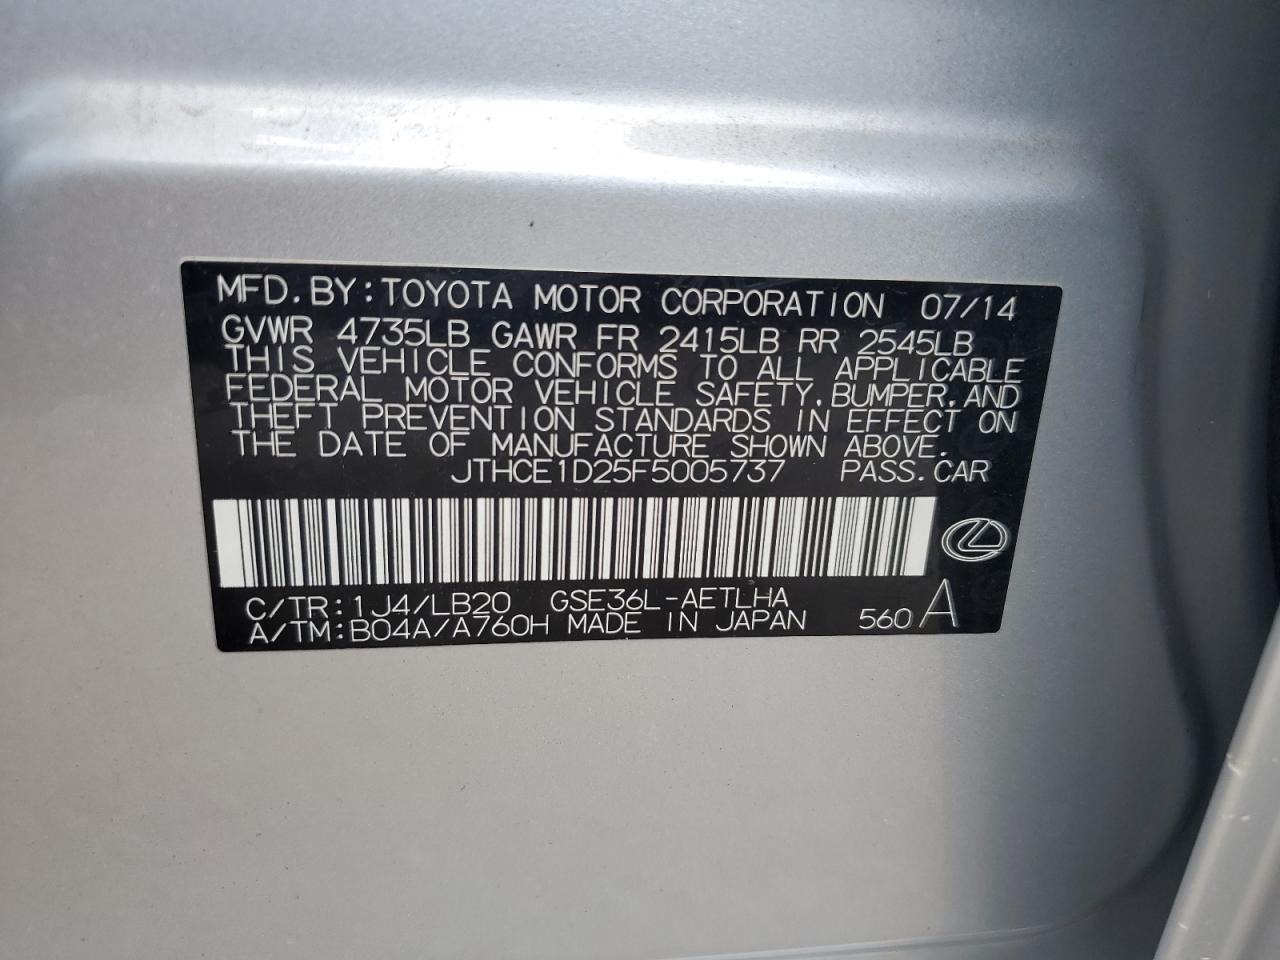 MFD. BY: TOYOTA MOTOR CORPORATION 07/14
GVWR 4735LB GAWR FR 2415LB RR 2545LB
THIS VEHICLE CONFORMS TO ALL APPLICABLE
FEDERAL MOTOR VEHICLE SAFETY, BUMPER, AND
THEFT PREVENTION STANDARDS IN EFFECT ON
THE DATE OF MANUFACTURE SHOWN ABOVE.
JTHCE1D25F5005737 PASS. CAR
C/TR: 1J4/LB20 GSE36L-AETLHA
A/TM: B04A/A760H MADE IN JAPAN 560 A